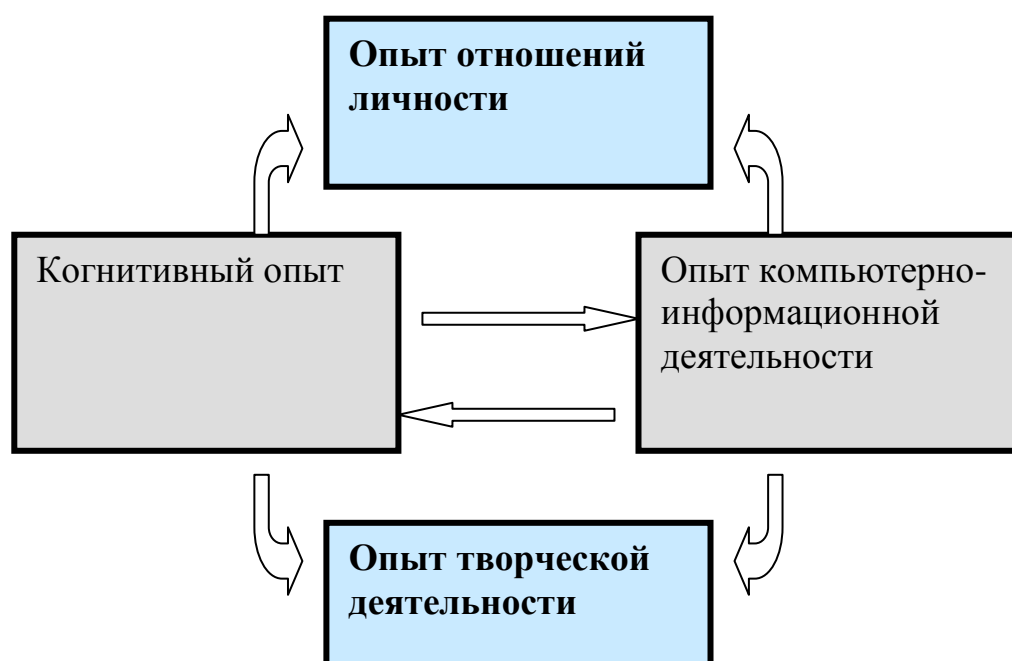 Опыт отношений
личности
Когнитивный опыт
Опыт компьютерно-
информационной
деятельности
Опыт творческой
деятельности